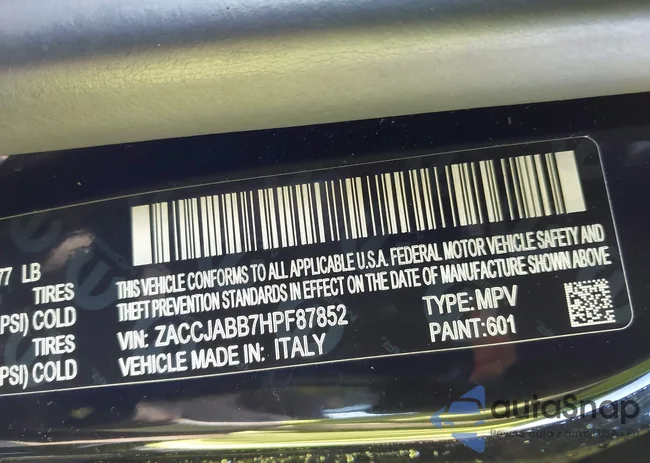 77 LB
TIRES
PSI) COLD
TIRES
PSI) COLD
THIS VEHICLE CONFORMS TO ALL APPLICABLE U.S.A. FEDERAL MOTOR VEHICLE SAFETY AND
THEFT PREVENTION STANDARDS IN EFFECT ON THE DATE OF MANUFACTURE SHOWN ABOVE
VIN: ZACCJABB7HPF87852
TYPE: MPV
VEHICLE MADE IN: ITALY
PAINT:601
autoSnap